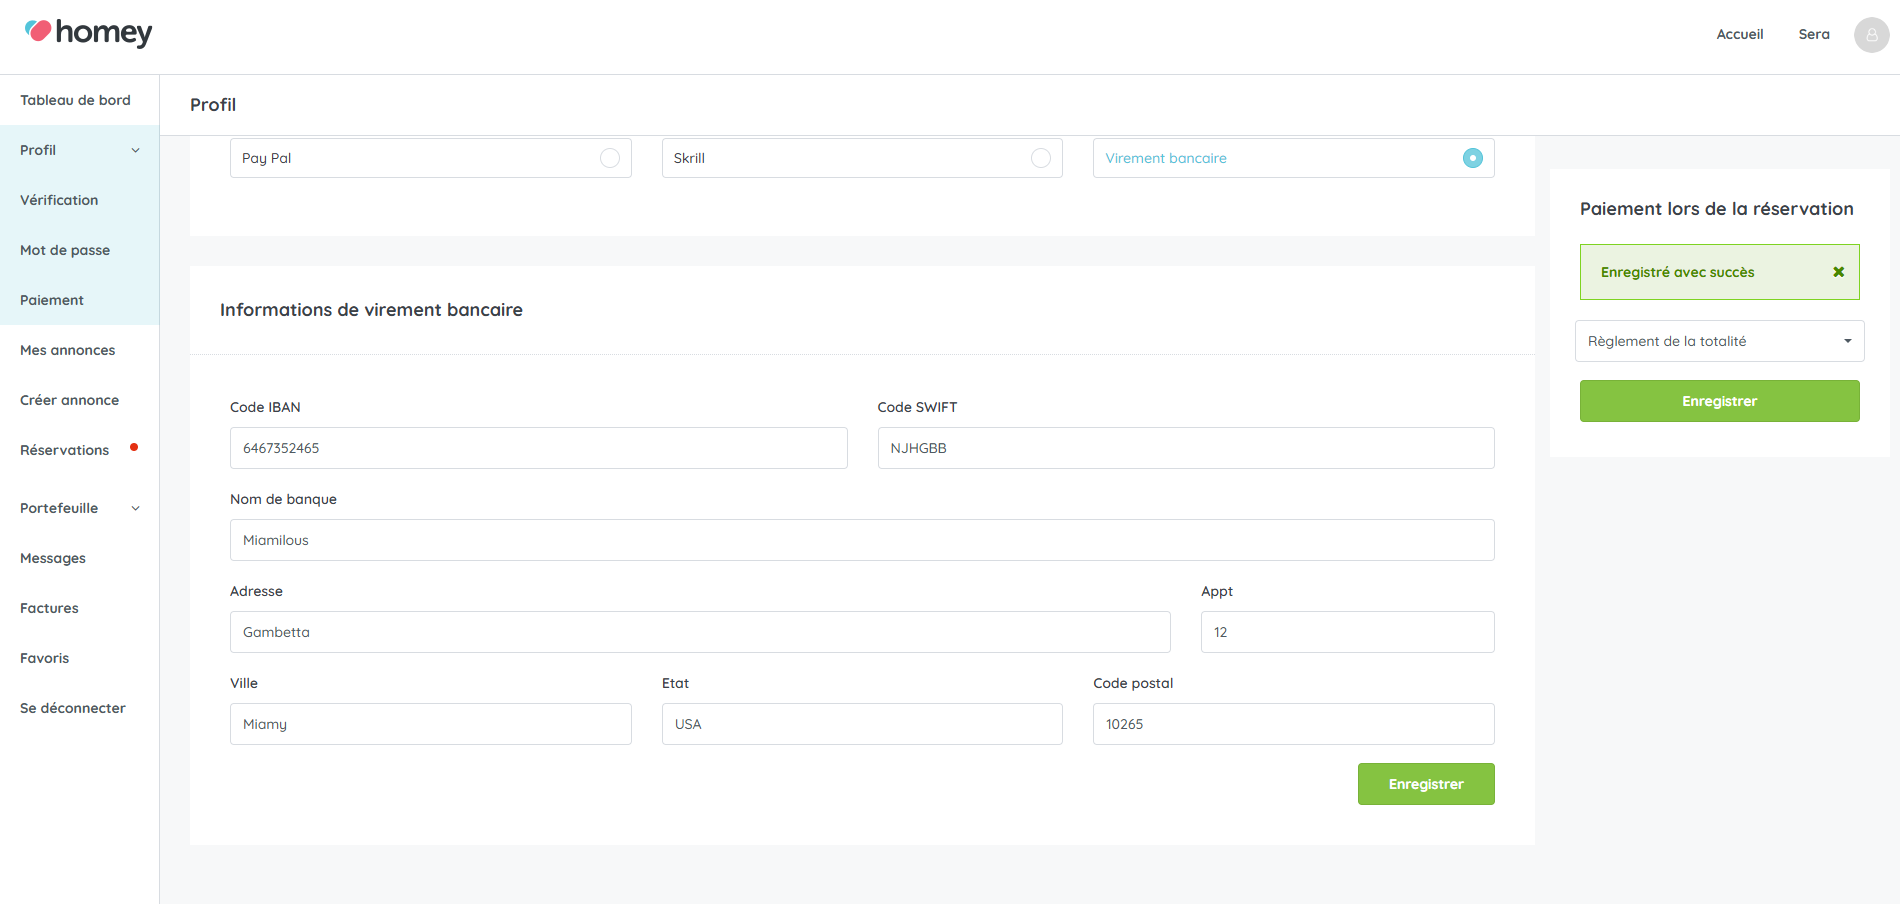 homey
Accueil
Sera
Tableau de bord
Profil
Vérification
Mot de passe
Paiement
Mes annonces
Créer annonce
Réservations
Portefeuille
Messages
Factures
Favoris
Se déconnecter
Profil
Pay Pal
Skrill
Virement bancaire
Informations de virement bancaire
Code IBAN
Code SWIFT
6467352465
NJHGBB
Nom de banque
Miamilous
Adresse
Appt
Gambetta
12
Ville
Etat
Code postal
Miamy
USA
10265
Enregistrer
Paiement lors de la réservation
Enregistré avec succès
Règlement de la totalité
Enregistrer